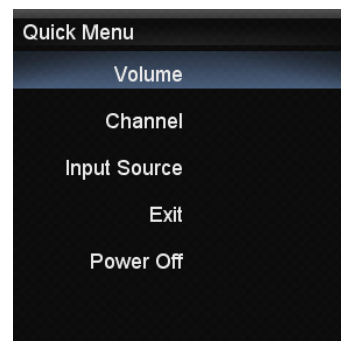 Quick Menu
Volume
Channel
Input Source
Exit
Power Off